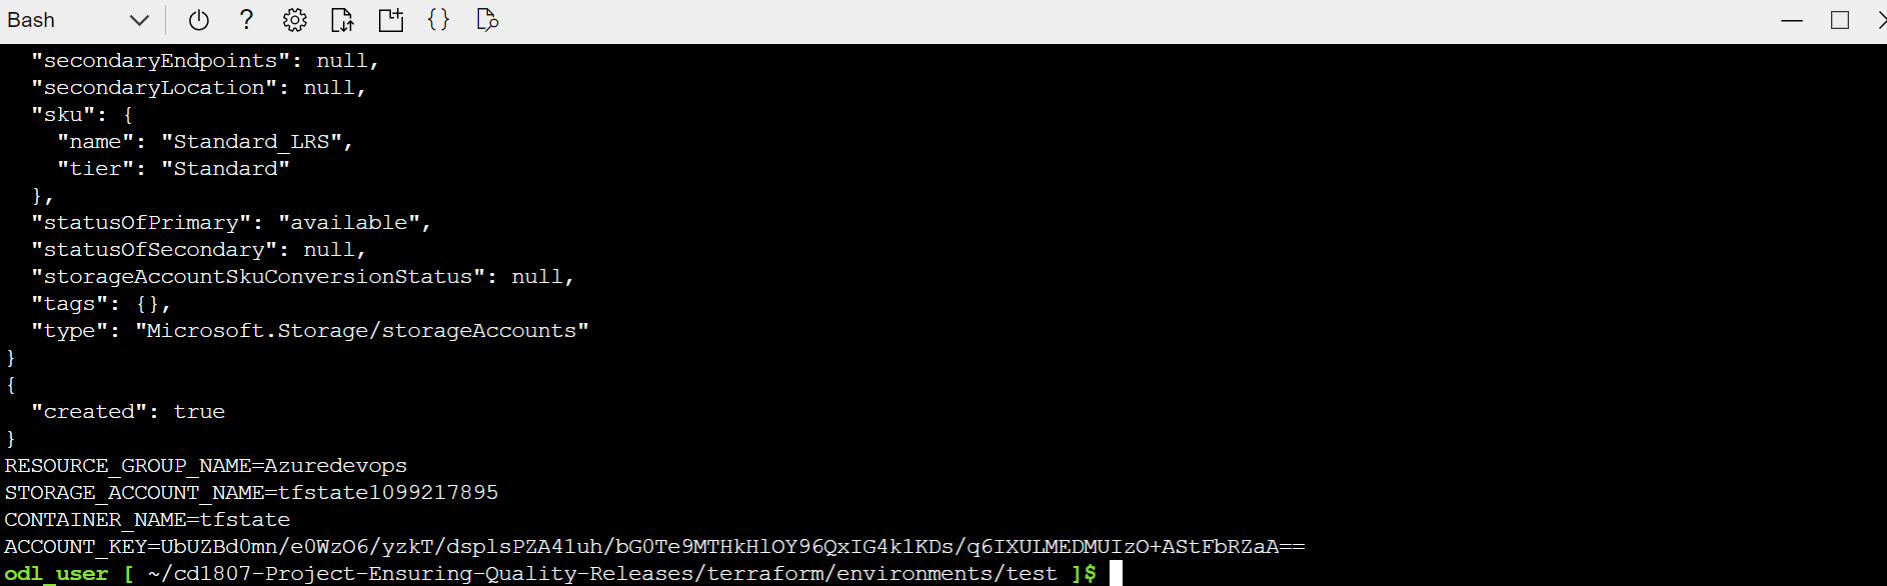 Bash
"secondaryEndpoints": null,
"secondaryLocation": null,
"sku": {
"name": "Standard_LRS",
"tier": "Standard"
},
"statusOfPrimary": "available",
"statusOfSecondary": null,
"storageAccountSkuConversionStatus": null,
"tags": {},
"type": "Microsoft.Storage/storageAccounts"
}
{
"created": true
}
RESOURCE_GROUP_NAME=Azuredevops
STORAGE_ACCOUNT_NAME=tfstate1099217895
CONTAINER_NAME=tfstate
ACCOUNT_KEY=UbUZBd0mn/e0WzO6/yzkT/dsplsPZA41uh/bG0Te9MTHkHlOY96QxIG4k1KDs/q6IXULMEDMUIzO+AStFbRZaA==
odl_user [ ~/cd1807-Project-Ensuring-Quality-Releases/terraform/environments/test ]$